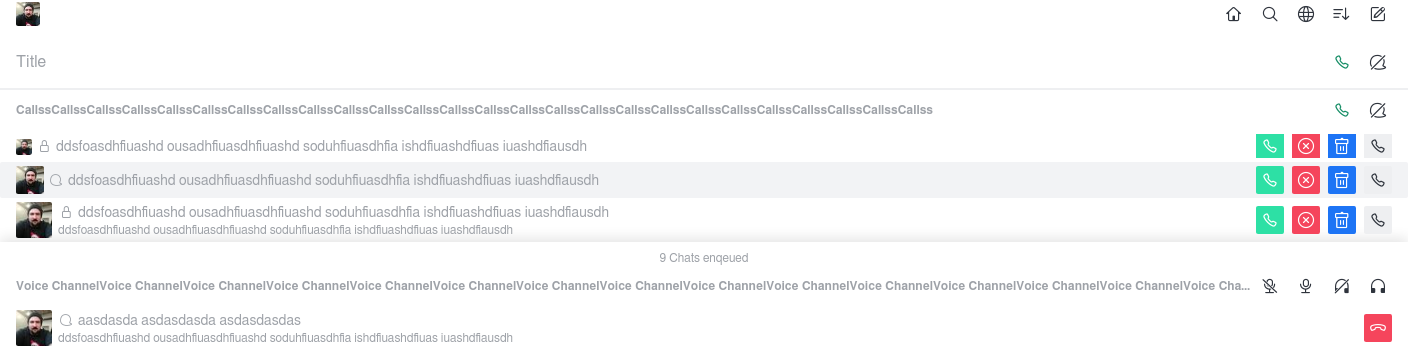 Title
CallssCallssCallssCallssCallssCallssCallssCallssCallssCallssCallssCallssCallssCallssCallssCallssCallssCallssCallssCallssCallssCallssCallssCallssCallssCallss
ddsfoasdhfiuashd ousadhfiuasdhfiuashd soduhfiuasdhfia ishdfiuashdfiuas iuashdfiausdh
ddsfoasdhfiuashd ousadhfiuasdhfiuashd soduhfiuasdhfia ishdfiuashdfiuas iuashdfiausdh
ddsfoasdhfiuashd ousadhfiuasdhfiuashd soduhfiuasdhfia ishdfiuashdfiuas iuashdfiausdh
ddsfoasdhfiuashd ousadhfiuasdhfiuashd soduhfiuasdhfia ishdfiuashdfiuas iuashdfiausdh
9 Chats enqeued
Voice ChannelVoice ChannelVoice ChannelVoice ChannelVoice ChannelVoice ChannelVoice ChannelVoice ChannelVoice ChannelVoice ChannelVoice ChannelVoice ChannelVoice ChannelVoice ChannelVoice Cha...
aasdasda asdasdasda asdasdasdas
ddsfoasdhfiuashd ousadhfiuasdhfiuashd soduhfiuasdhfia ishdfiuashdfiuas iuashdfiausdh